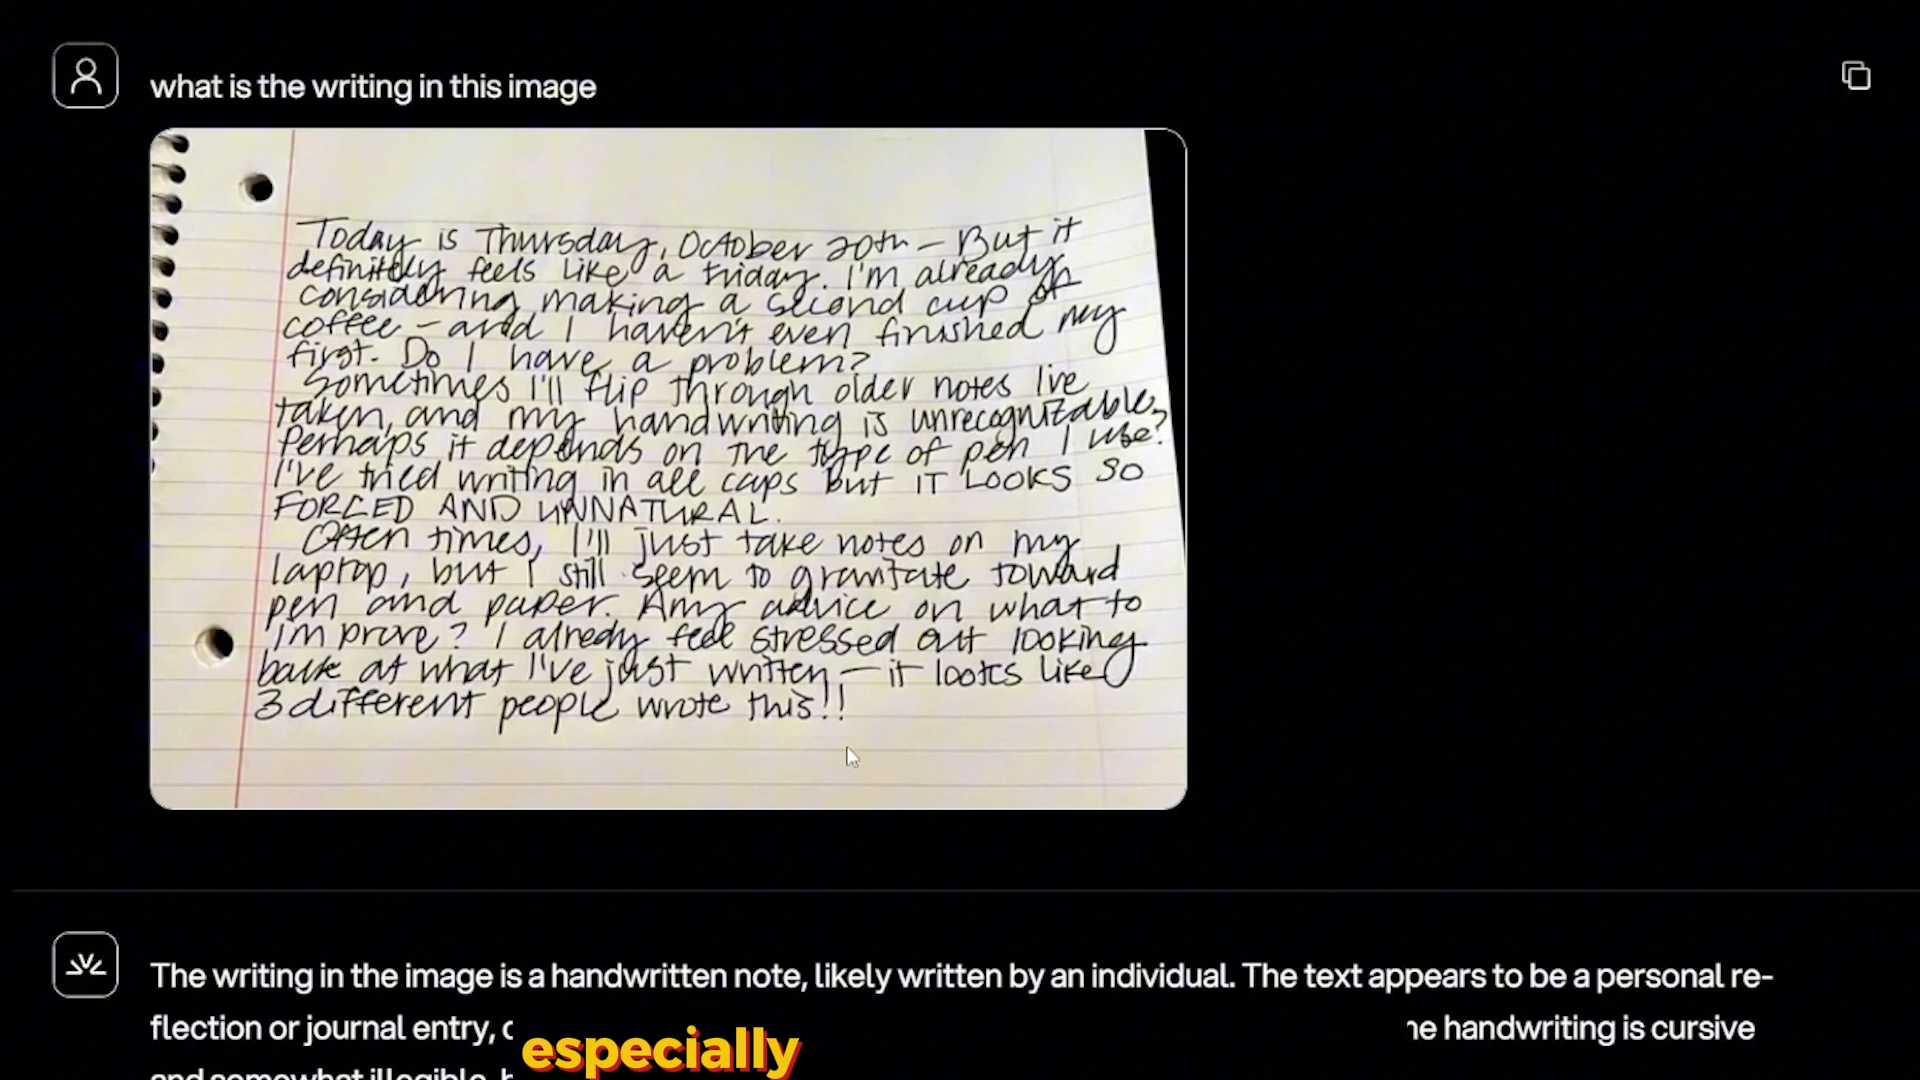 what is the writing in this image
Today is Thursday, October 20th – But it
definitely feels like a friday. I'm already
considering making a second cup of
coffee – and I haven't even finished my
first. Do I have a problem?
Sometimes I'll flip through older notes I've
taken, and my handwriting is unrecognizable.
Perhaps it depends on the type of pen I use?
I've tried writing in all caps but IT LOOKS SO
FORCED AND UNNATURAL.
Often times, I'll just take notes on my
laptop, but I still seem to gravitate toward
pen and paper. Any advice on what to
improve? I alredy feel stressed out looking
back at what I've just written – it looks like
3 different people wrote this!!
The writing in the image is a handwritten note, likely written by an individual. The text appears to be a personal re-
flection or journal entry, he handwriting is cursive
and somewhat illegible,
especially